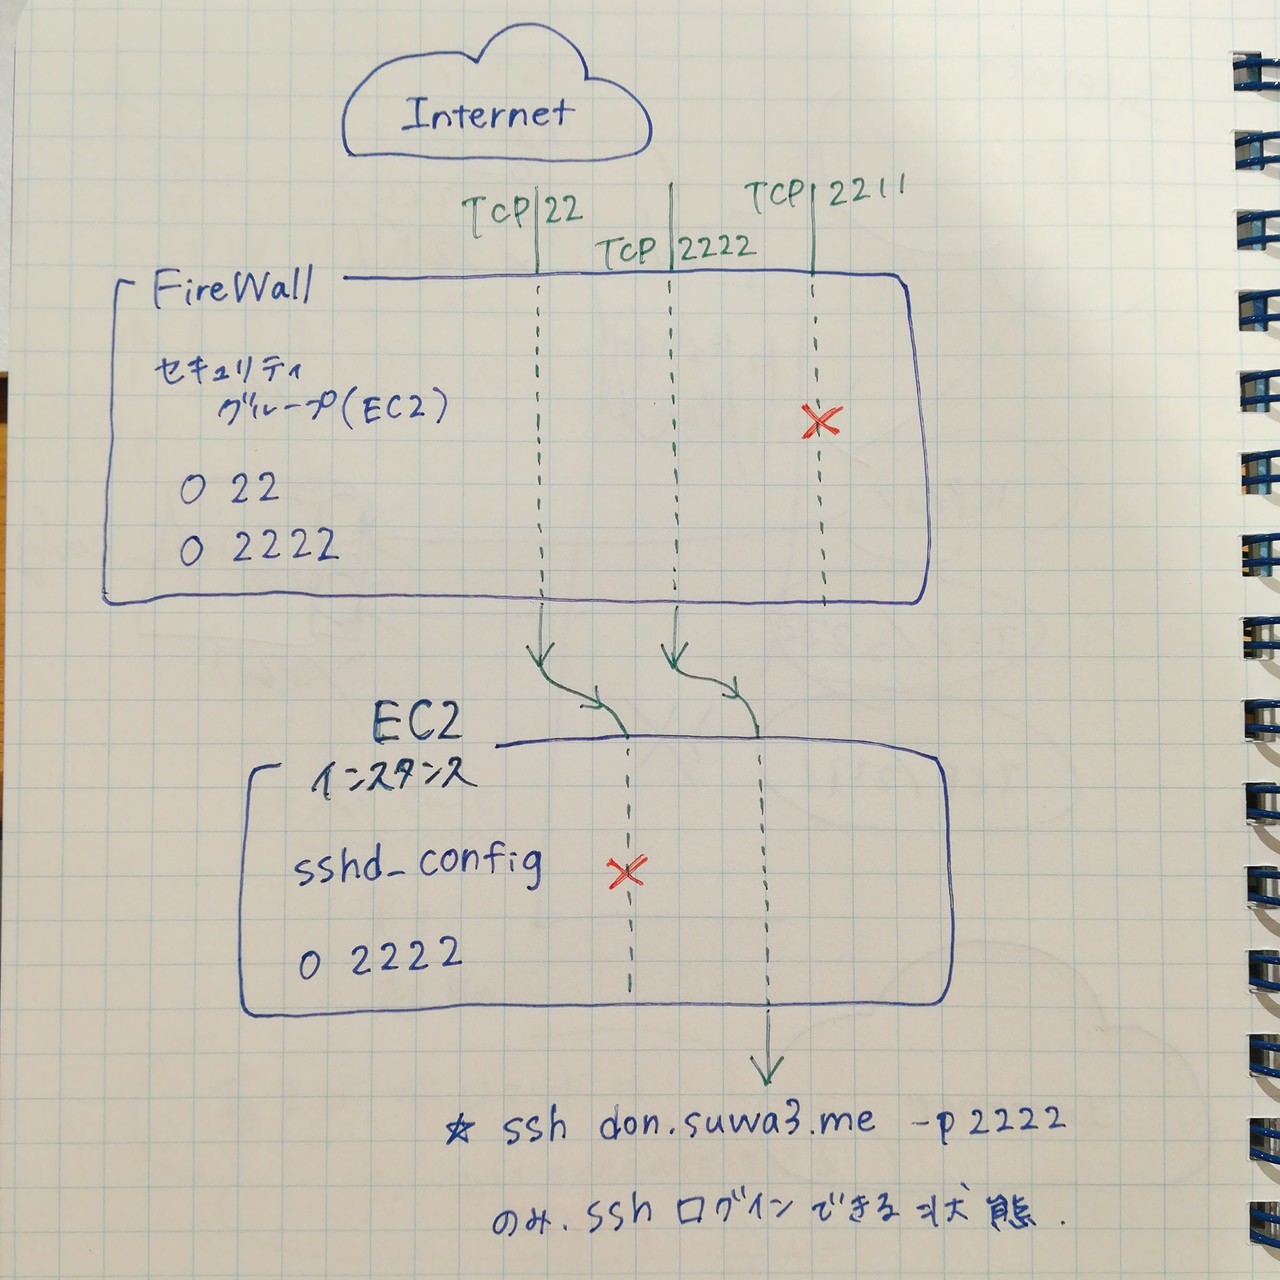 Internet
TCP 22
TCP 2222
TCP 2211
FireWall
セキュリティ
グループ(EC2)
○ 22
○ 2222
EC2
インスタンス
sshd_config
○ 2222
☆ ssh don.suwa3.me -p 2222
のみ. ssh ログインできる状態.